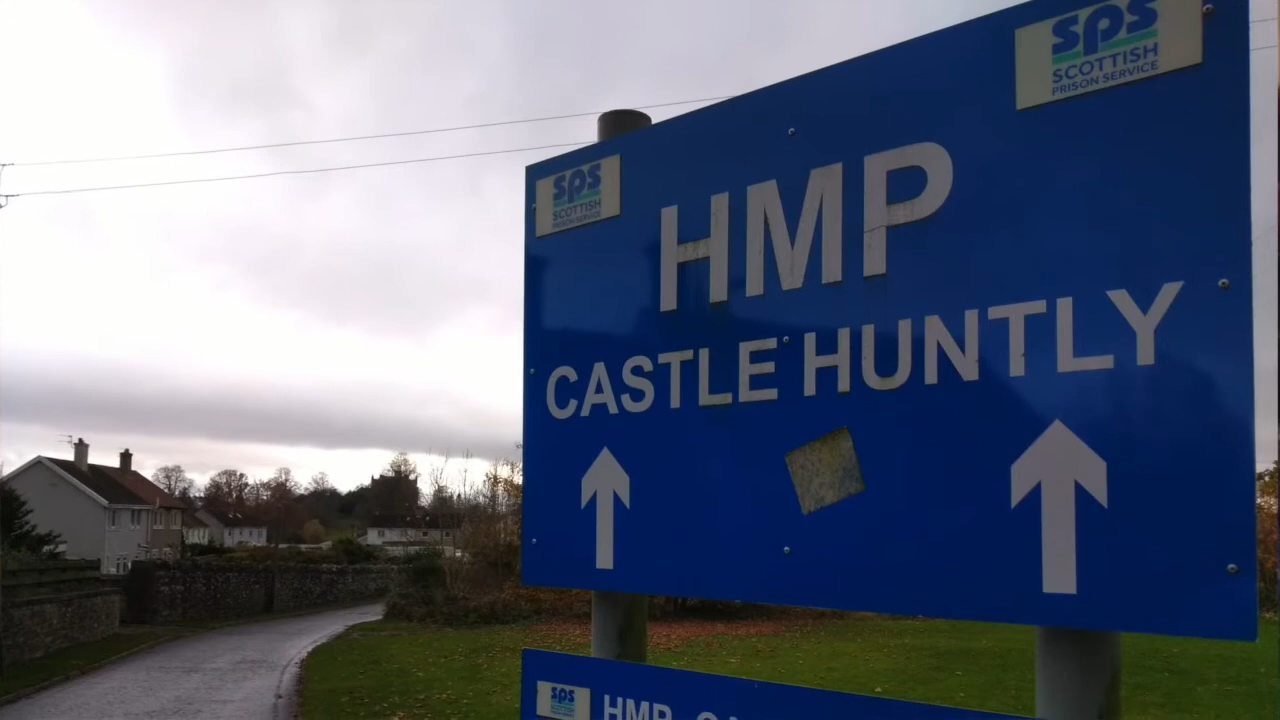 sps
SCOTTISH
PRISON SERVICE
sps
SCOTTISH
PRISON SERVICE
HMP
CASTLE HUNTLY
sps
HMP